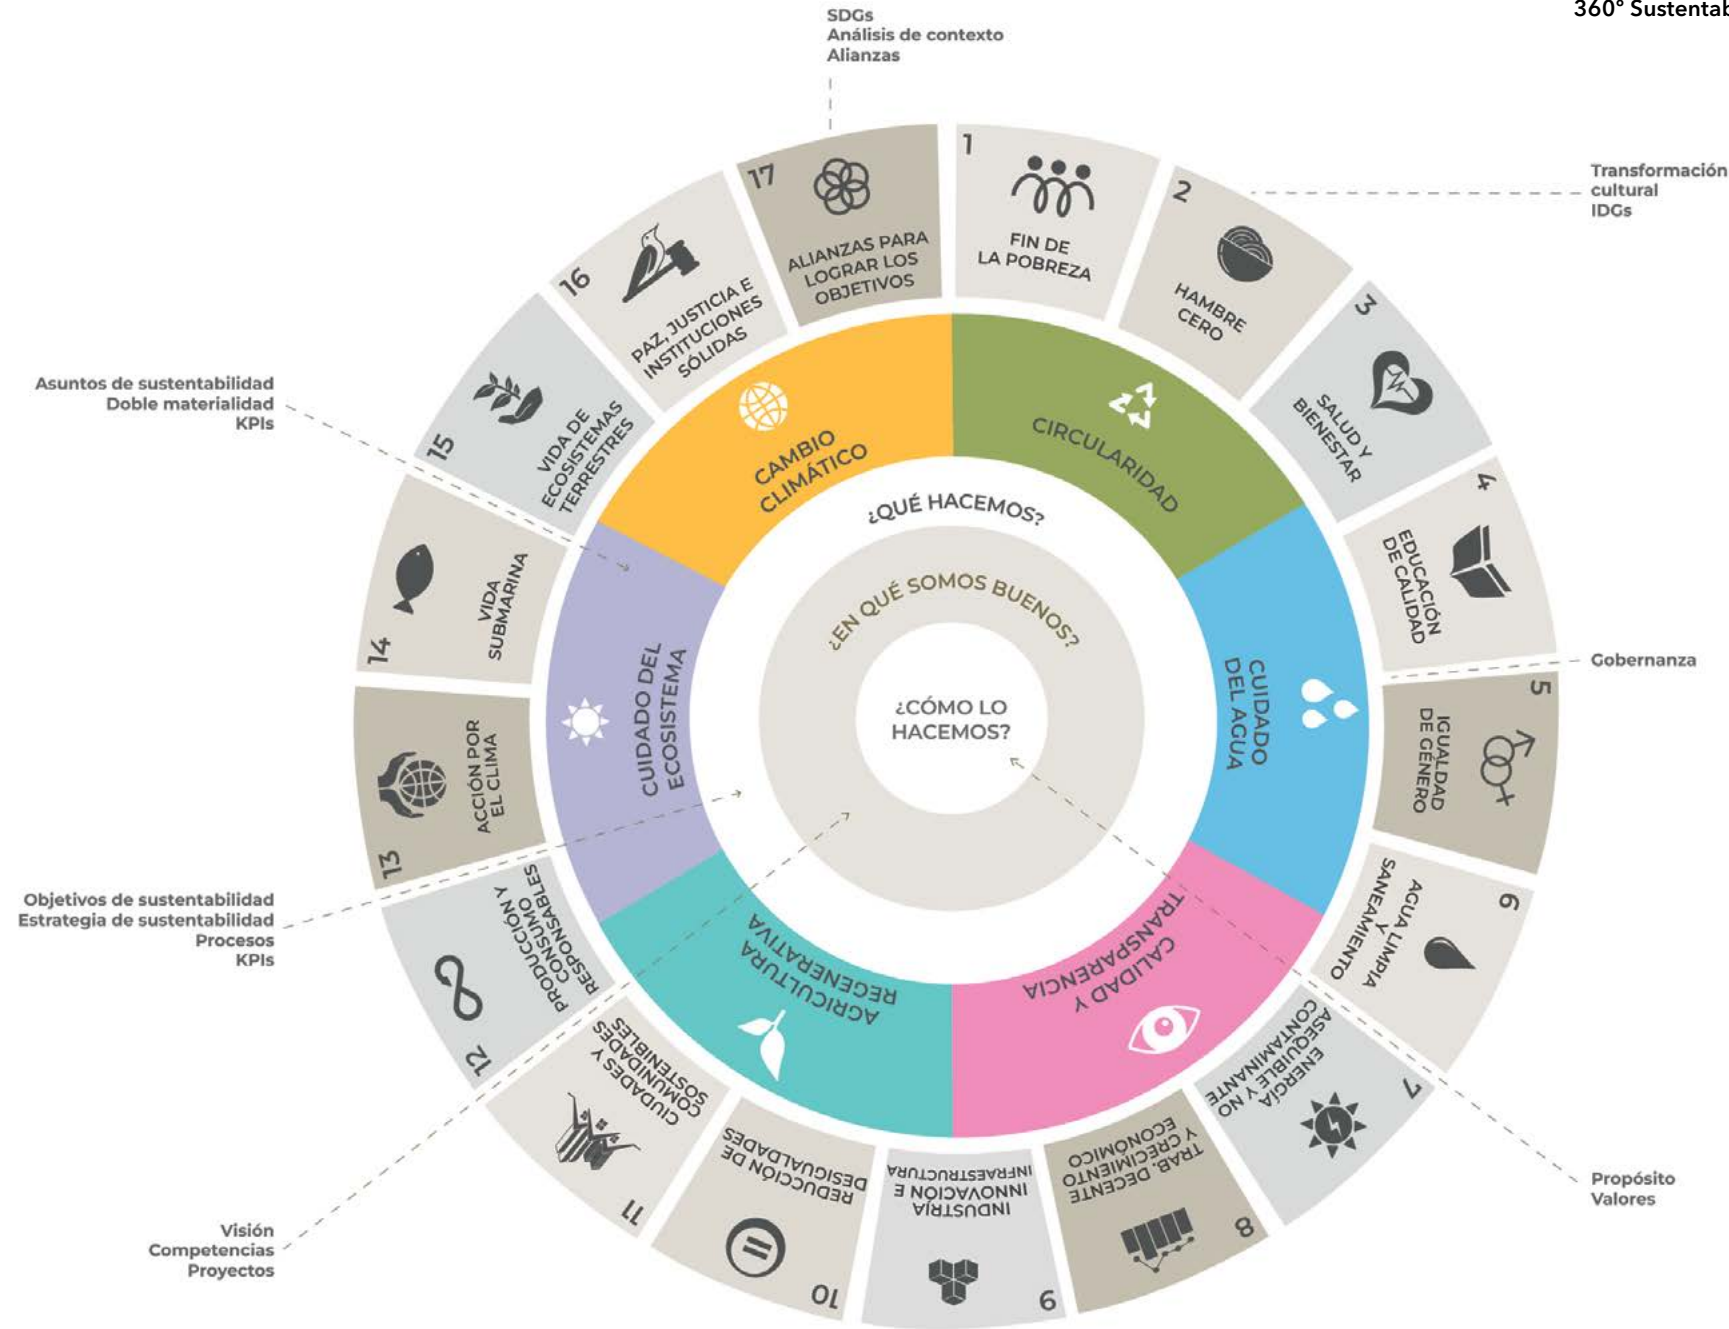 360° Sustentab
SDGs
Análisis de contexto
Alianzas
Transformación
cultural
IDGs
Gobernanza
Propósito
Valores
Visión
Competencias
Proyectos
Objetivos de sustentabilidad
Estrategia de sustentabilidad
Procesos
KPIs
Asuntos de sustentabilidad
Doble materialidad
KPIs
1
FIN DE
LA POBREZA
2
HAMBRE
CERO
3
SALUD Y
BIENESTAR
4
EDUCACIÓN
DE CALIDAD
5
IGUALDAD
DE GÉNERO
6
AGUA LIMPIA
Y
SANEAMIENTO
7
ENERGÍA
ASEQUIBLE Y NO
CONTAMINANTE
8
TRAB. DECENTE
Y CRECIMIENTO
ECONÓMICO
9
INDUSTRIA
INNOVACIÓN E
INFRAESTRUCTURA
10
REDUCCIÓN DE
DESIGUALDADES
11
CIUDADES Y
COMUNIDADES
SOSTENIBLES
12
PRODUCCIÓN Y
CONSUMO
RESPONSABLES
13
ACCIÓN POR
EL CLIMA
14
VIDA
SUBMARINA
15
VIDA DE
ECOSISTEMAS
TERRESTRES
16
PAZ, JUSTICIA E
INSTITUCIONES
SÓLIDAS
17
ALIANZAS PARA
LOGRAR LOS
OBJETIVOS
CIRCULARIDAD
CUIDADO
DEL AGUA
CALIDAD Y
TRANSPARENCIA
AGRICULTURA
REGENERATIVA
CUIDADO DEL
ECOSISTEMA
CAMBIO
CLIMÁTICO
¿QUÉ HACEMOS?
¿EN QUÉ SOMOS BUENOS?
¿CÓMO LO
HACEMOS?